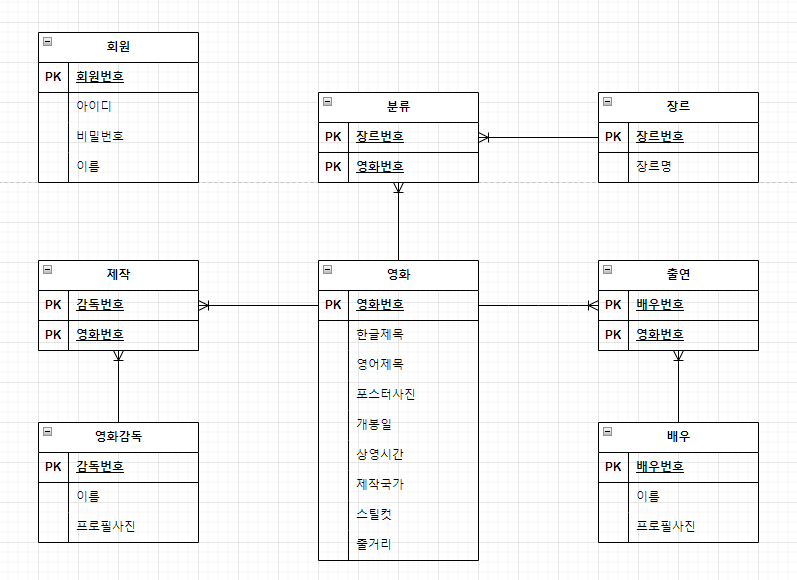 회원
PK 회원번호
아이디
비밀번호
이름
분류
PK 장르번호
PK 영화번호
장르
PK 장르번호
장르명
제작
PK 감독번호
PK 영화번호
영화
PK 영화번호
한글제목
영어제목
포스터사진
개봉일
상영시간
제작국가
스틸컷
줄거리
출연
PK 배우번호
PK 영화번호
영화감독
PK 감독번호
이름
프로필사진
배우
PK 배우번호
이름
프로필사진